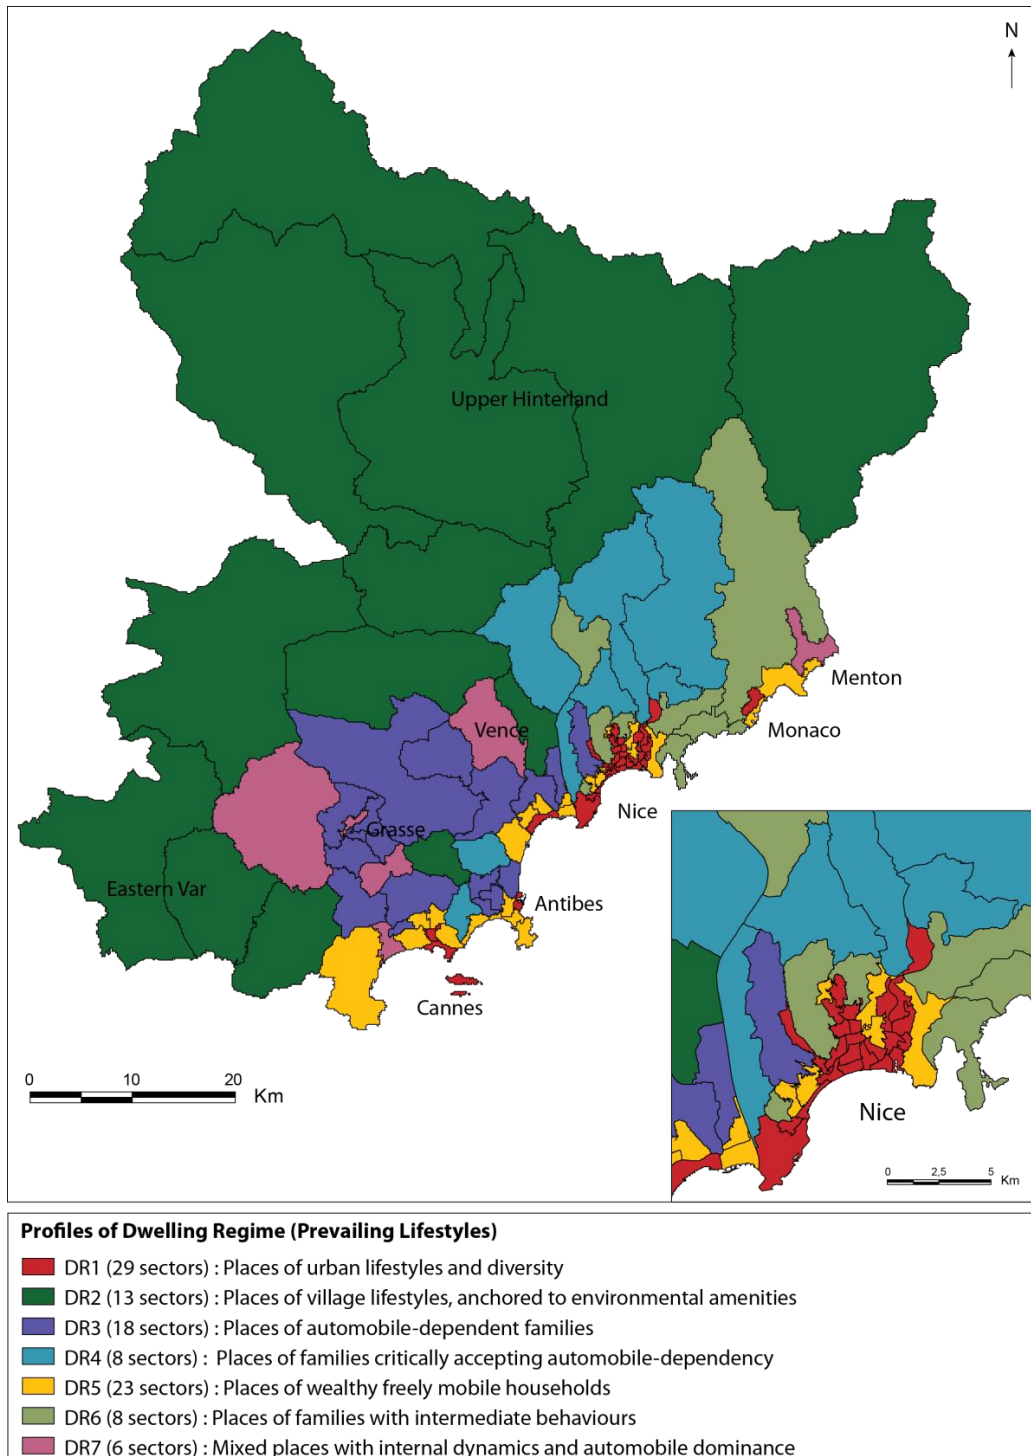 N
Upper Hinterland
Menton
Vence
Monaco
Nice
Grasse
Eastern Var
Antibes
Cannes
0 10 20 Km
Nice
0 2,5 5 Km
Profiles of Dwelling Regime (Prevailing Lifestyles)
DR1 (29 sectors) : Places of urban lifestyles and diversity
DR2 (13 sectors) : Places of village lifestyles, anchored to environmental amenities
DR3 (18 sectors) : Places of automobile-dependent families
DR4 (8 sectors) : Places of families critically accepting automobile-dependency
DR5 (23 sectors) : Places of wealthy freely mobile households
DR6 (8 sectors) : Places of families with intermediate behaviours
DR7 (6 sectors) : Mixed places with internal dynamics and automobile dominance